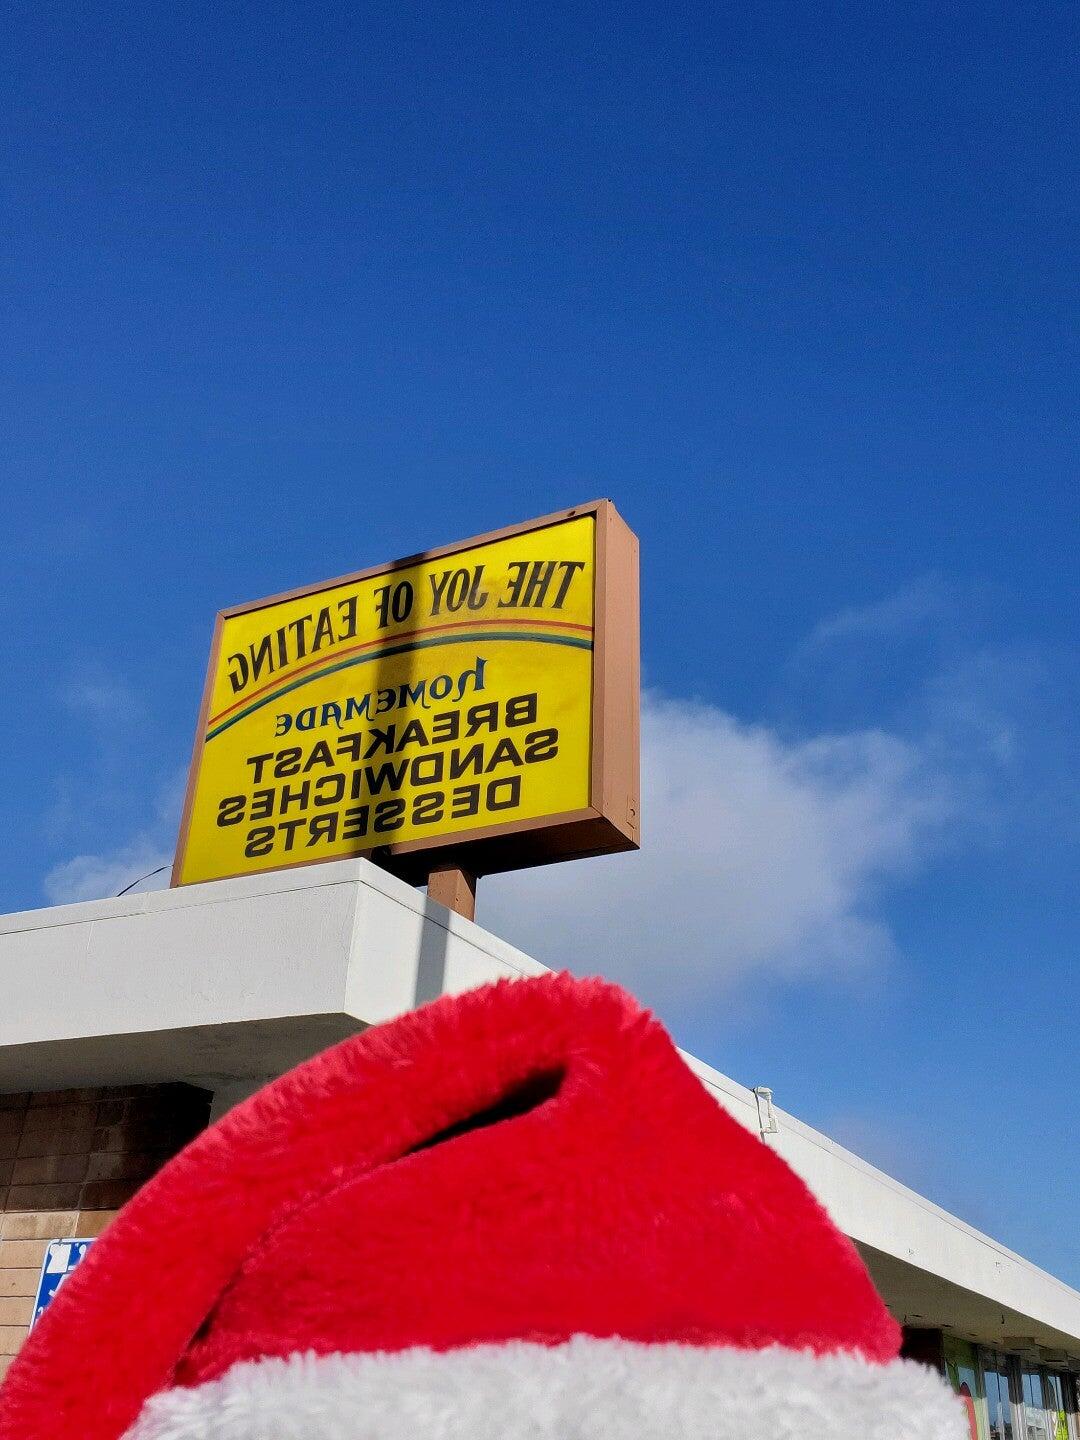 THE JOY OF EATING
HOMEMADE
BREAKFAST
SANDWICHES
DESSERTS